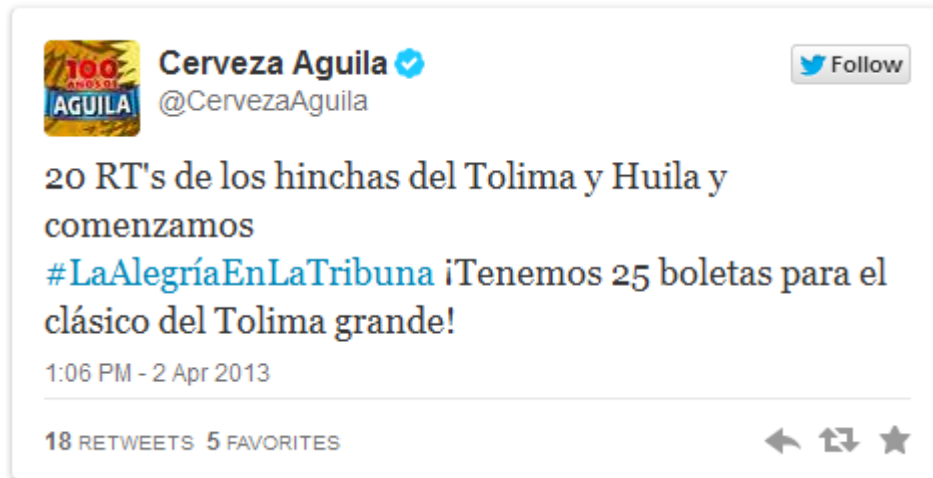 100
AÑOS DE
AGUILA
Cerveza Aguila
@CervezaAguila
Follow
20 RT's de los hinchas del Tolima y Huila y
comenzamos
#LaAlegríaEnLaTribuna ¡Tenemos 25 boletas para el
clásico del Tolima grande!
1:06 PM - 2 Apr 2013
18 RETWEETS 5 FAVORITES